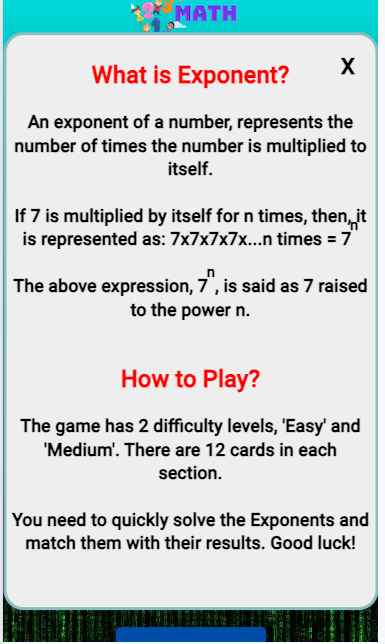 MATH
X
What is Exponent?
An exponent of a number, represents the
number of times the number is multiplied to
itself.
If 7 is multiplied by itself for n times, then, it
is represented as: 7x7x7x7x...n times = 7ⁿ
The above expression, 7ⁿ, is said as 7 raised
to the power n.
How to Play?
The game has 2 difficulty levels, 'Easy' and
'Medium'. There are 12 cards in each
section.
You need to quickly solve the Exponents and
match them with their results. Good luck!